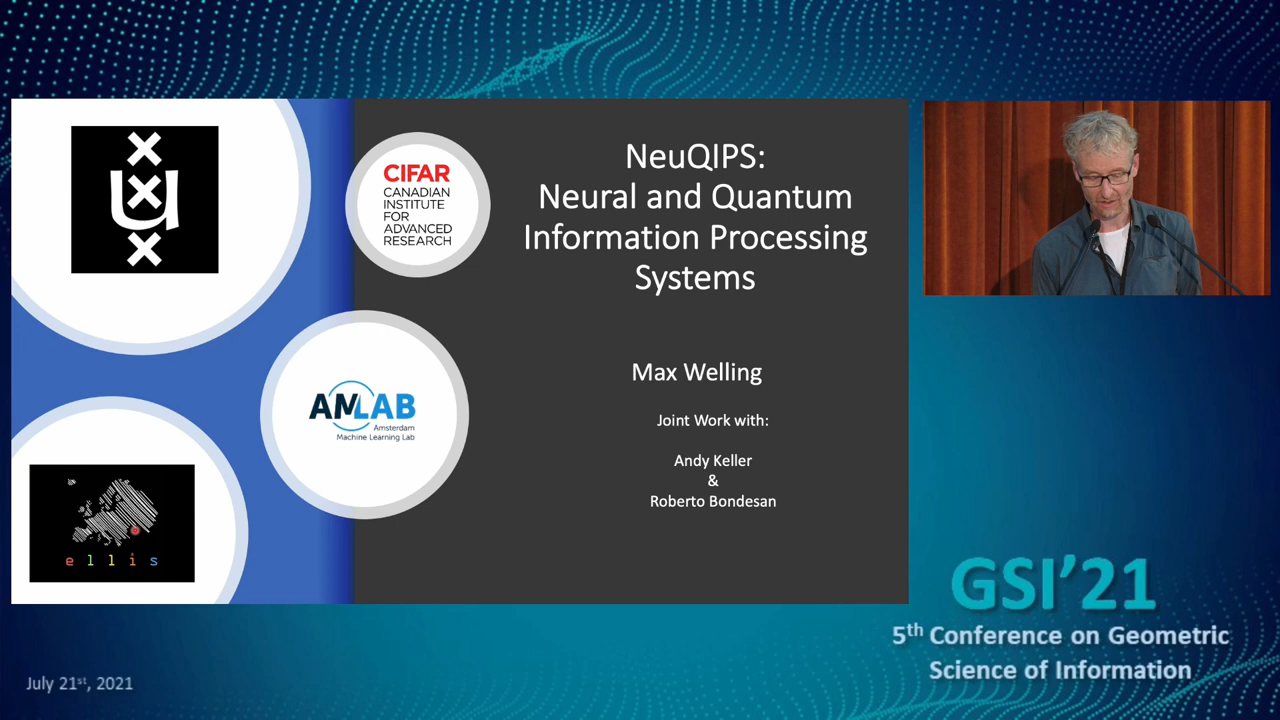 CIFAR
CANADIAN
INSTITUTE
FOR
ADVANCED
RESEARCH
AMLAB
Amsterdam
Machine Learning Lab
ellis
NeuQIPS:
Neural and Quantum
Information Processing
Systems
Max Welling
Joint Work with:
Andy Keller
&
Roberto Bondesan
GSI'21
5th Conference on Geometric
Science of Information
July 21st, 2021